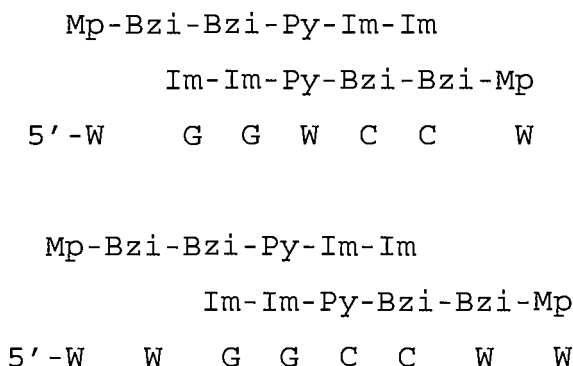 Mp-Bzi-Bzi-Py-Im-Im
Im-Im-Py-Bzi-Bzi-Mp
5′-W G G W C C W
Mp-Bzi-Bzi-Py-Im-Im
Im-Im-Py-Bzi-Bzi-Mp
5′-W W G G C C W W